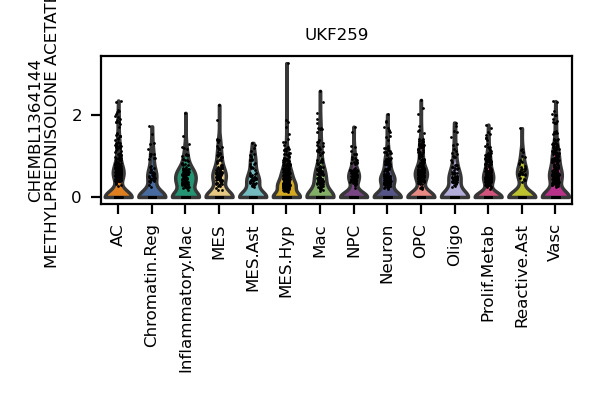 UKF259
CHEMBL1364144
METHYLPREDNISOLONE ACETAT
2
0
AC
Chromatin.Reg
Inflammatory.Mac
MES
MES.Ast
MES.Hyp
Mac
NPC
Neuron
OPC
Oligo
Prolif.Metab
Reactive.Ast
Vasc